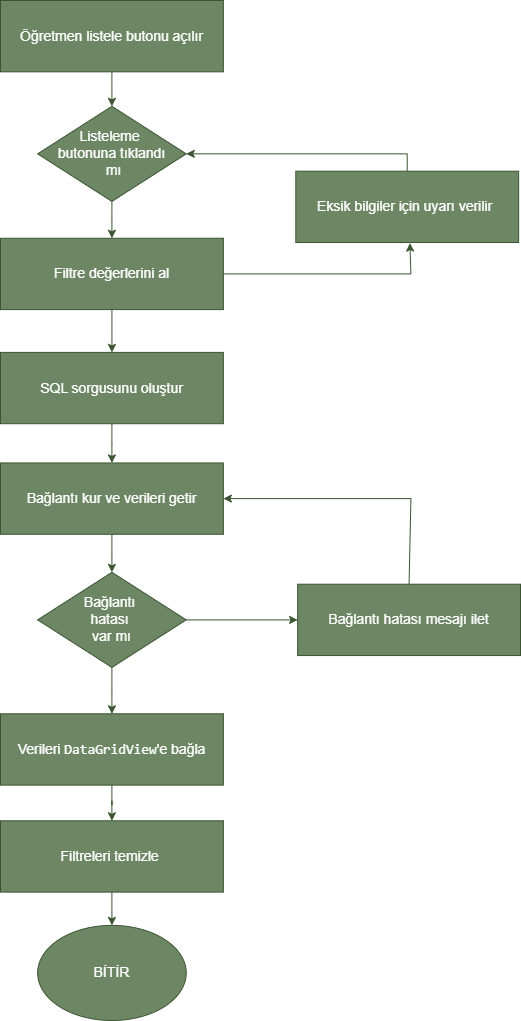 Öğretmen listele butonu açılır
Listeleme
butonuna tıklandı
mı
Eksik bilgiler için uyarı verilir
Filtre değerlerini al
SQL sorgusunu oluştur
Bağlantı kur ve verileri getir
Bağlantı
hatası
var mı
Bağlantı hatası mesajı ilet
Verileri DataGridView'e bağla
Filtreleri temizle
BİTİR